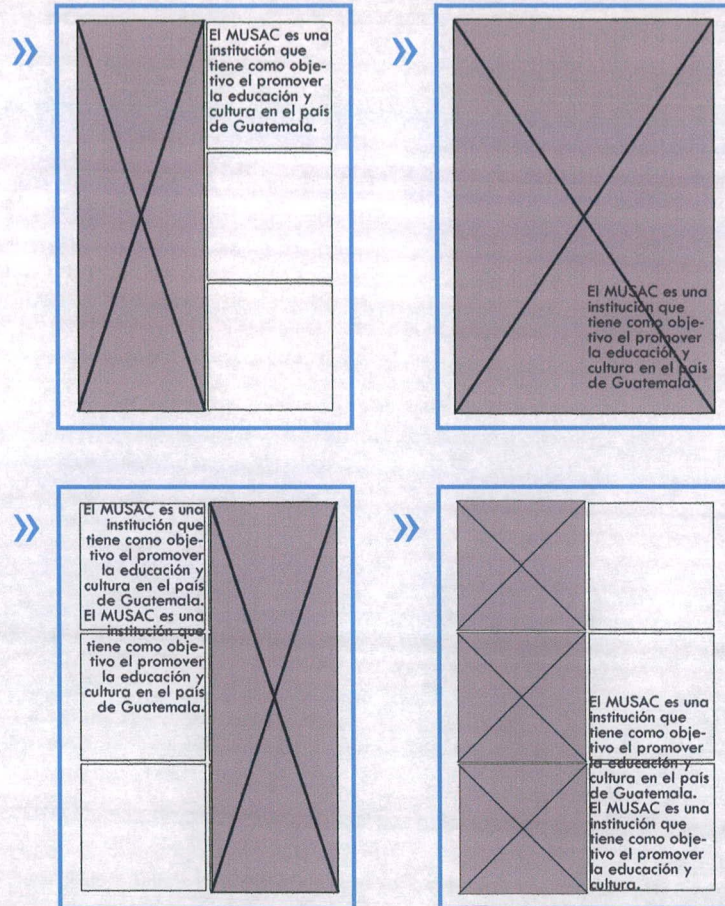 »
El MUSAC es una
institución que
tiene como obje-
tivo el promover
la educación y
cultura en el país
de Guatemala.
»
El MUSAC es una
institución que
tiene como obje-
tivo el promover
la educación y
cultura en el país
de Guatemala.
»
El MUSAC es una
institución que
tiene como obje-
tivo el promover
la educación y
cultura en el país
de Guatemala.
El MUSAC es una
institución que
tiene como obje-
tivo el promover
la educación y
cultura en el país
de Guatemala.
»
El MUSAC es una
institución que
tiene como obje-
tivo el promover
la educación y
cultura en el país
de Guatemala.
El MUSAC es una
institución que
tiene como obje-
tivo el promover
la educación y
cultura.